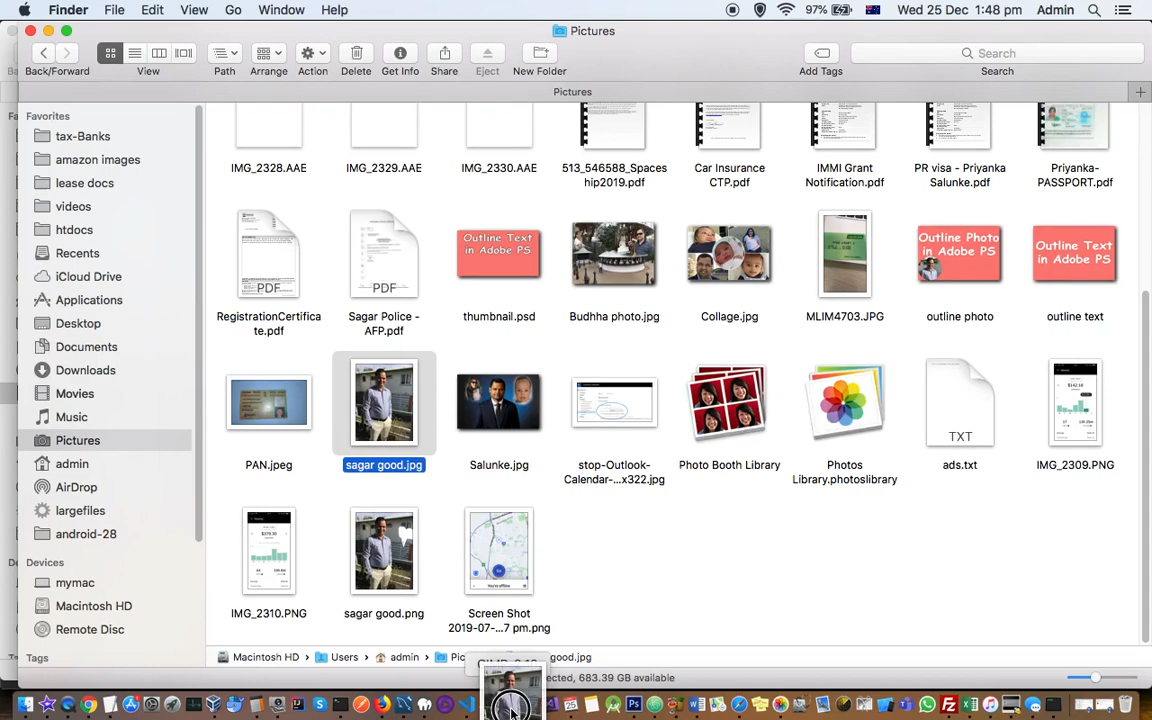 Finder File Edit View Go Window Help
97% Wed 25 Dec 1:48 pm Admin
Pictures
Back/Forward View Path Arrange Action Delete Get Info Share Eject New Folder Add Tags Search
Search
Pictures
Favorites
tax-Banks
amazon images
lease docs
videos
htdocs
Recents
iCloud Drive
Applications
Desktop
Documents
Downloads
Movies
Music
Pictures
admin
AirDrop
largefiles
android-28
Devices
mymac
Macintosh HD
Remote Disc
Tags
IMG_2328.AAE
IMG_2329.AAE
IMG_2330.AAE
513_546588_Spaces
hip2019.pdf
Car Insurance
CTP.pdf
IMMI Grant
Notification.pdf
PR visa - Priyanka
Salunke.pdf
Priyanka-
PASSPORT.pdf
PDF
RegistrationCertifica
te.pdf
PDF
Sagar Police -
AFP.pdf
Outline Text
in Adobe PS
thumbnail.psd
Budhha photo.jpg
Collage.jpg
MLIM4703.JPG
Outline Photo
in Adobe PS
outline photo
Outline Text
in Adobe PS
outline text
PAN.jpeg
sagar good.jpg
Salunke.jpg
stop-Outlook-
Calendar-...x322.jpg
Photo Booth Library
Photos
Library.photoslibrary
TXT
ads.txt
IMG_2309.PNG
IMG_2310.PNG
sagar good.png
Screen Shot
2019-07-...7 pm.png
Macintosh HD Users admin good.jpg
683.39 GB available